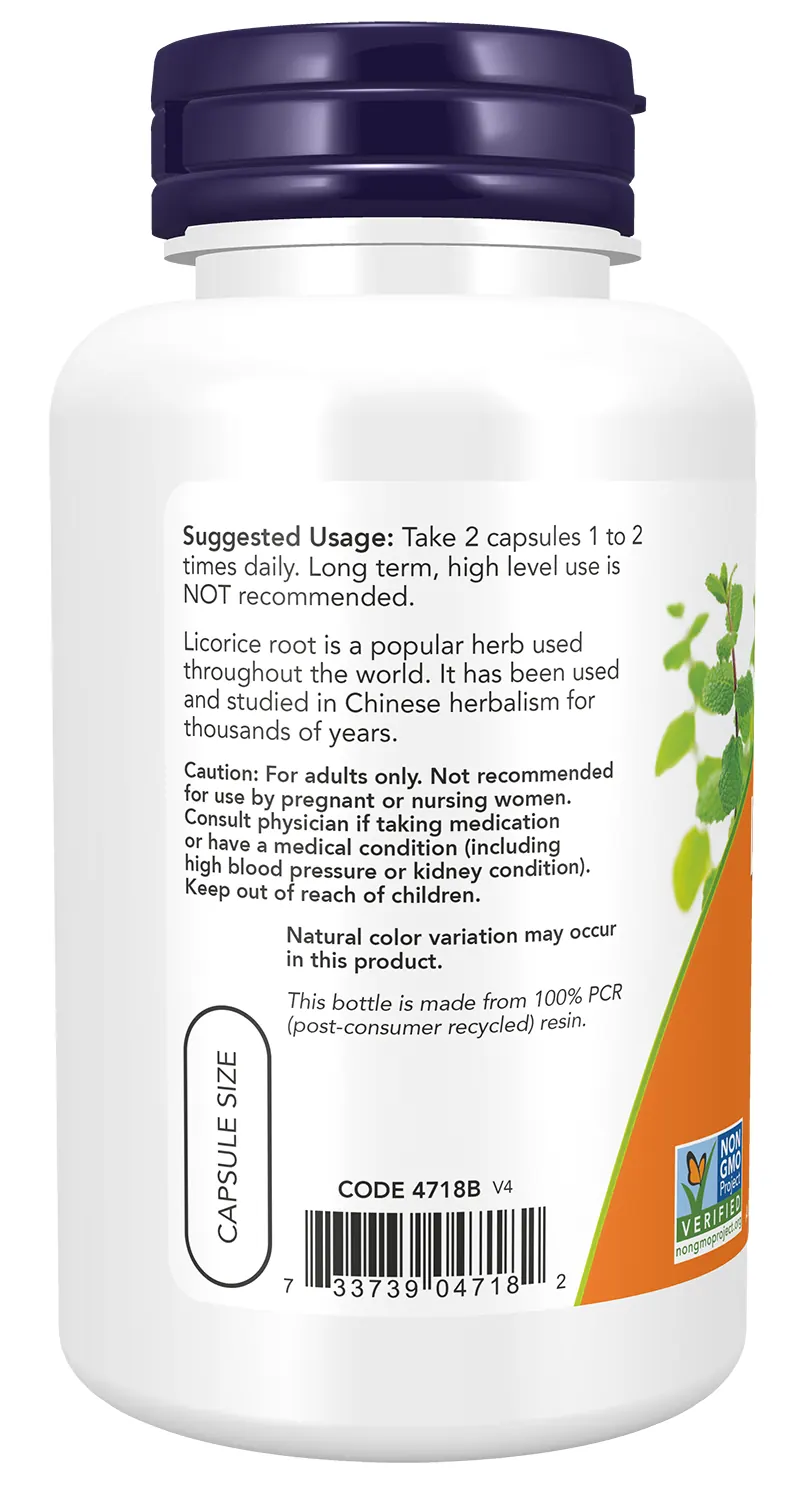 Suggested Usage: Take 2 capsules 1 to 2
times daily. Long term, high level use is
NOT recommended.
Licorice root is a popular herb used
throughout the world. It has been used
and studied in Chinese herbalism for
thousands of years.
Caution: For adults only. Not recommended
for use by pregnant or nursing women.
Consult physician if taking medication
or have a medical condition (including
high blood pressure or kidney condition).
Keep out of reach of children.
Natural color variation may occur
in this product.
This bottle is made from 100% PCR
(post-consumer recycled) resin.
CAPSULE SIZE
CODE 4718B V4
7 33739 04718 2
NON
GMO
Project
VERIFIED
nongmoproject.org